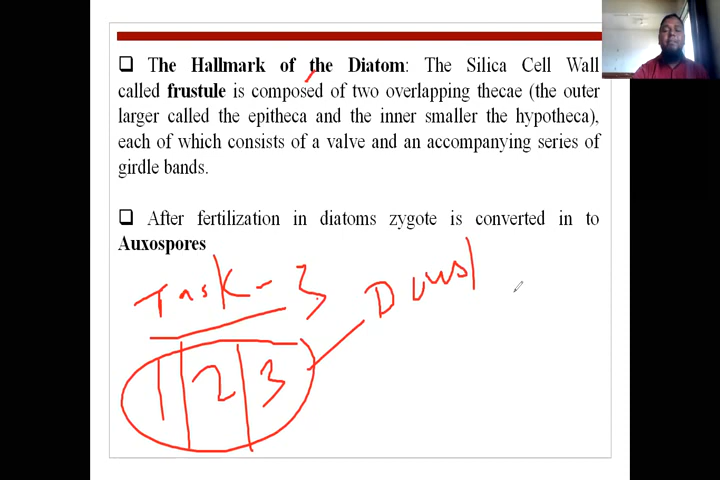 ❑ The Hallmark of the Diatom: The Silica Cell Wall
called frustule is composed of two overlapping thecae (the outer
larger called the epitheca and the inner smaller the hypotheca),
each of which consists of a valve and an accompanying series of
girdle bands.
❑ After fertilization in diatoms zygote is converted in to
Auxospores
Task - 3
1 2 3